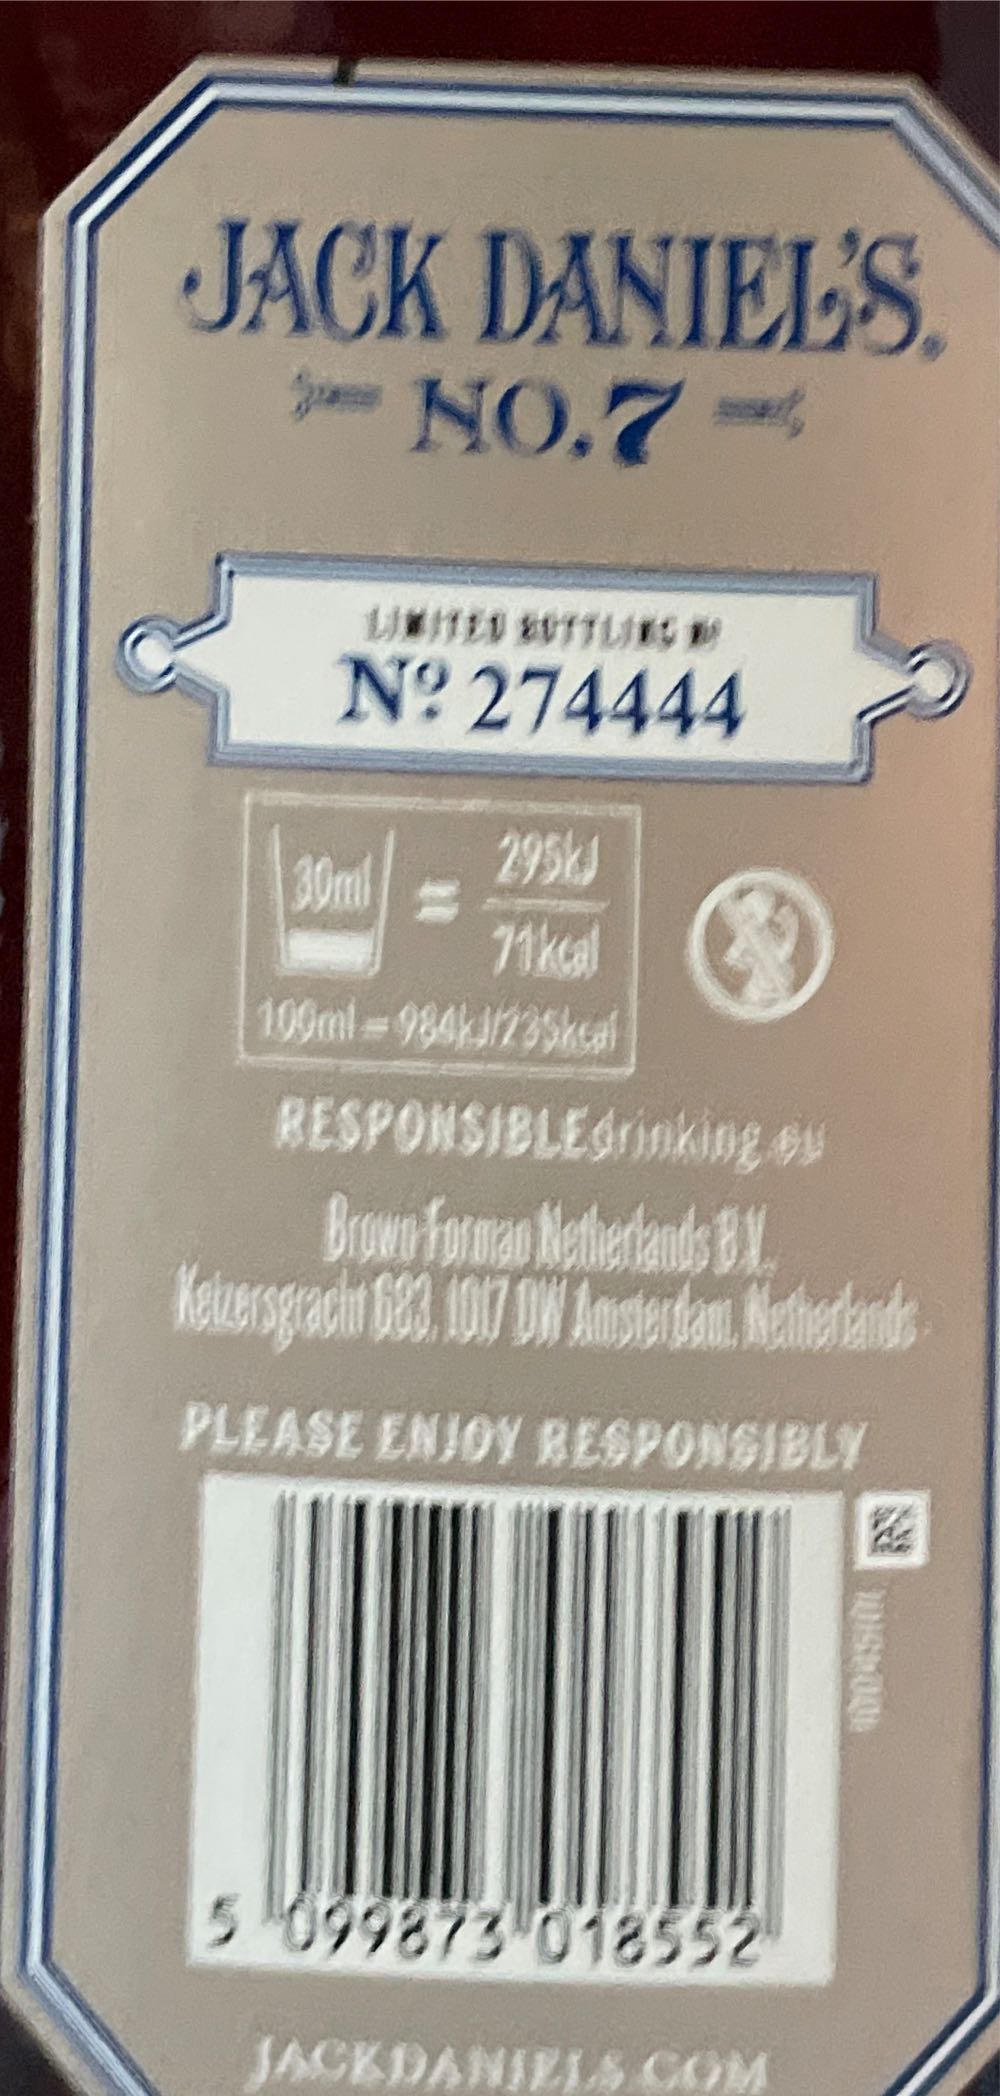 JACK DANIEL'S.
NO.7
LIMITED BOTTLING Nº
Nº 274444
30ml = 295kJ
71kcal
100ml = 984kJ/235kcal
RESPONSIBLEdrinking.eu
Brown-Forman Netherlands B.V.,
Keizersgracht 683, 1017 DW Amsterdam, Netherlands
PLEASE ENJOY RESPONSIBLY
5 099873 018552
JACKDANIELS.COM